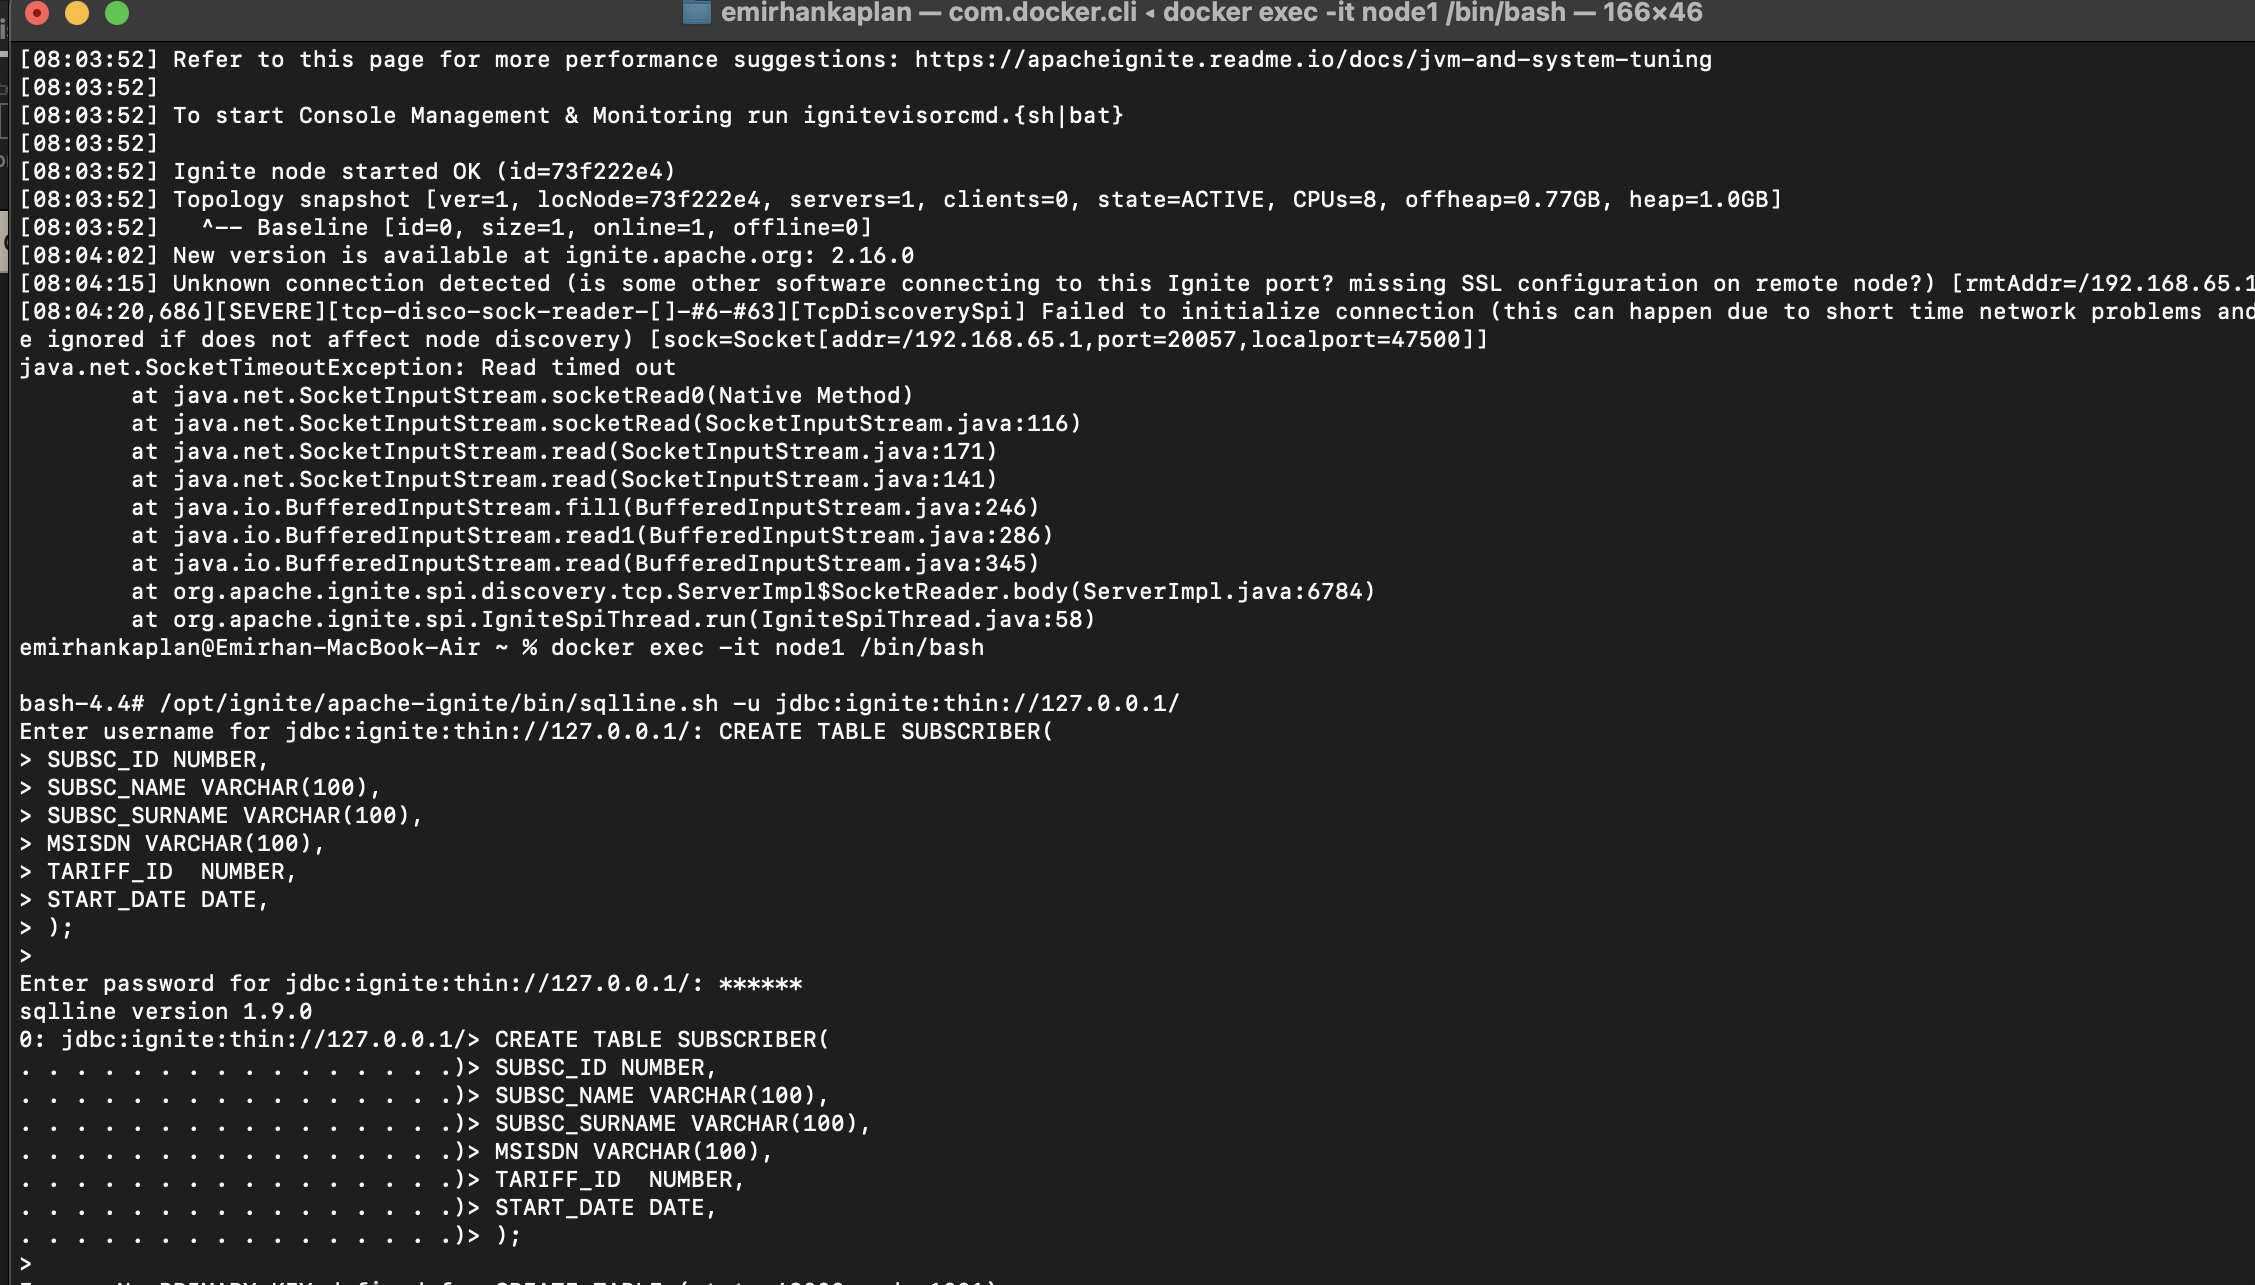 emirhankaplan — com.docker.cli ◂ docker exec -it node1 /bin/bash — 166×46
[08:03:52] Refer to this page for more performance suggestions: https://apacheignite.readme.io/docs/jvm-and-system-tuning
[08:03:52]
[08:03:52] To start Console Management & Monitoring run ignitevisorcmd.{sh|bat}
[08:03:52]
[08:03:52] Ignite node started OK (id=73f222e4)
[08:03:52] Topology snapshot [ver=1, locNode=73f222e4, servers=1, clients=0, state=ACTIVE, CPUs=8, offheap=0.77GB, heap=1.0GB]
[08:03:52]   ^-- Baseline [id=0, size=1, online=1, offline=0]
[08:04:02] New version is available at ignite.apache.org: 2.16.0
[08:04:15] Unknown connection detected (is some other software connecting to this Ignite port? missing SSL configuration on remote node?) [rmtAddr=/192.168.65.1
[08:04:20,686][SEVERE][tcp-disco-sock-reader-[]-#6-#63][TcpDiscoverySpi] Failed to initialize connection (this can happen due to short time network problems and
e ignored if does not affect node discovery) [sock=Socket[addr=/192.168.65.1,port=20057,localport=47500]]
java.net.SocketTimeoutException: Read timed out
        at java.net.SocketInputStream.socketRead0(Native Method)
        at java.net.SocketInputStream.socketRead(SocketInputStream.java:116)
        at java.net.SocketInputStream.read(SocketInputStream.java:171)
        at java.net.SocketInputStream.read(SocketInputStream.java:141)
        at java.io.BufferedInputStream.fill(BufferedInputStream.java:246)
        at java.io.BufferedInputStream.read1(BufferedInputStream.java:286)
        at java.io.BufferedInputStream.read(BufferedInputStream.java:345)
        at org.apache.ignite.spi.discovery.tcp.ServerImpl$SocketReader.body(ServerImpl.java:6784)
        at org.apache.ignite.spi.IgniteSpiThread.run(IgniteSpiThread.java:58)
emirhankaplan@Emirhan-MacBook-Air ~ % docker exec -it node1 /bin/bash
bash-4.4# /opt/ignite/apache-ignite/bin/sqlline.sh -u jdbc:ignite:thin://127.0.0.1/
Enter username for jdbc:ignite:thin://127.0.0.1/: CREATE TABLE SUBSCRIBER(
> SUBSC_ID NUMBER,
> SUBSC_NAME VARCHAR(100),
> SUBSC_SURNAME VARCHAR(100),
> MSISDN VARCHAR(100),
> TARIFF_ID  NUMBER,
> START_DATE DATE,
> );
>
Enter password for jdbc:ignite:thin://127.0.0.1/: ******
sqlline version 1.9.0
0: jdbc:ignite:thin://127.0.0.1/> CREATE TABLE SUBSCRIBER(
. . . . . . . . . . . . . . . .)> SUBSC_ID NUMBER,
. . . . . . . . . . . . . . . .)> SUBSC_NAME VARCHAR(100),
. . . . . . . . . . . . . . . .)> SUBSC_SURNAME VARCHAR(100),
. . . . . . . . . . . . . . . .)> MSISDN VARCHAR(100),
. . . . . . . . . . . . . . . .)> TARIFF_ID  NUMBER,
. . . . . . . . . . . . . . . .)> START_DATE DATE,
. . . . . . . . . . . . . . . .)> );
>